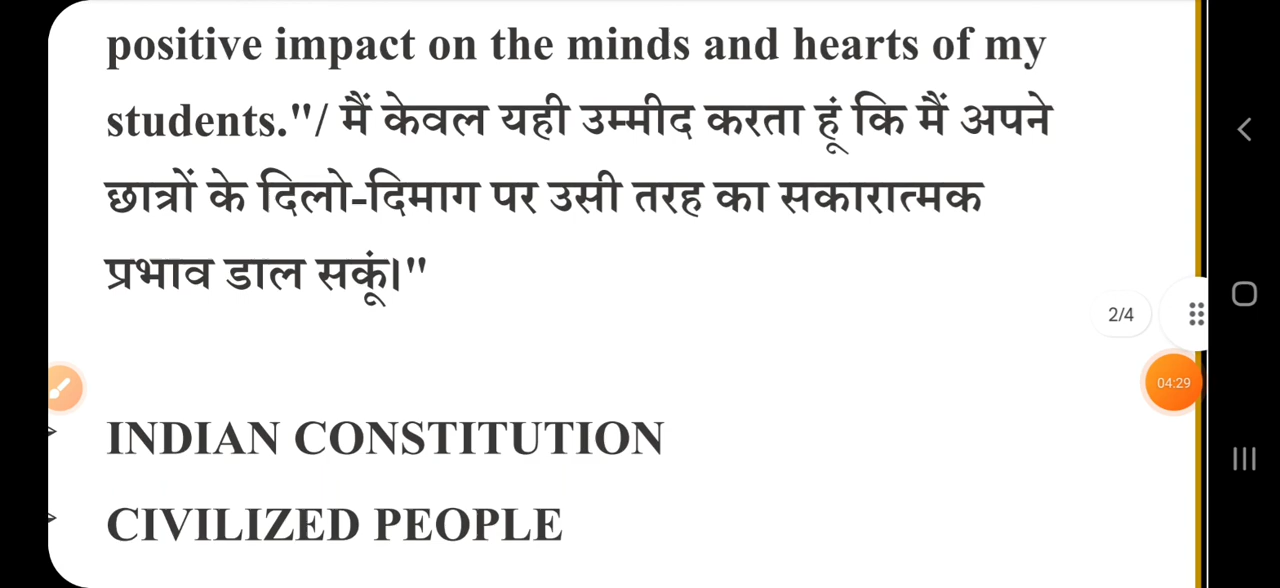 positive impact on the minds and hearts of my
students."/ मैं केवल यही उम्मीद करता हूं कि मैं अपने
छात्रों के दिलो-दिमाग पर उसी तरह का सकारात्मक
प्रभाव डाल सकूं।"
2/4
04:29
INDIAN CONSTITUTION
CIVILIZED PEOPLE